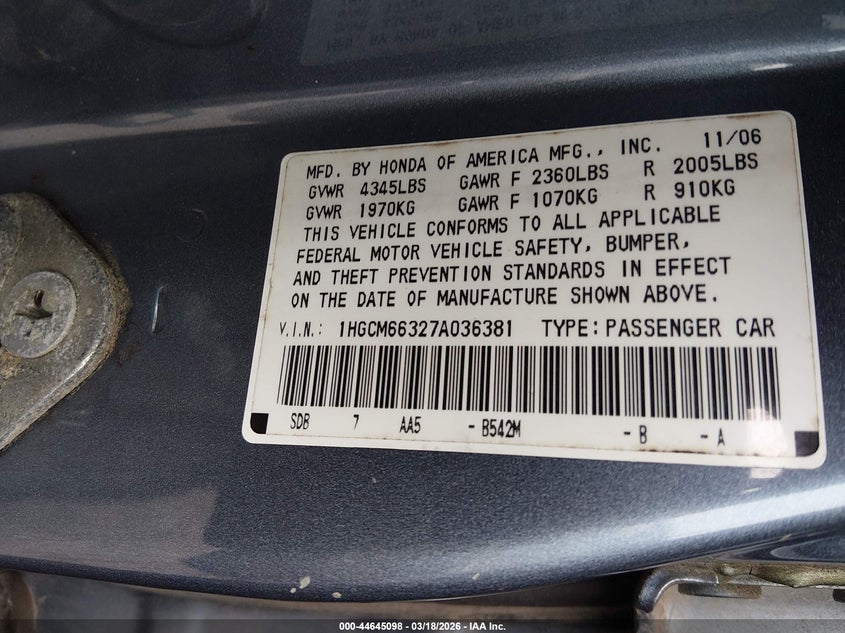 MFD. BY HONDA OF AMERICA MFG., INC. 11/06
GVWR 4345LBS GAWR F 2360LBS R 2005LBS
GVWR 1970KG GAWR F 1070KG R 910KG
THIS VEHICLE CONFORMS TO ALL APPLICABLE
FEDERAL MOTOR VEHICLE SAFETY, BUMPER,
AND THEFT PREVENTION STANDARDS IN EFFECT
ON THE DATE OF MANUFACTURE SHOWN ABOVE.
V.I.N.: 1HGCM66327A036381 TYPE: PASSENGER CAR
SDB 7 AA5 - B542M - B - A
000-44645098 - 03/18/2026 - IAA Inc.